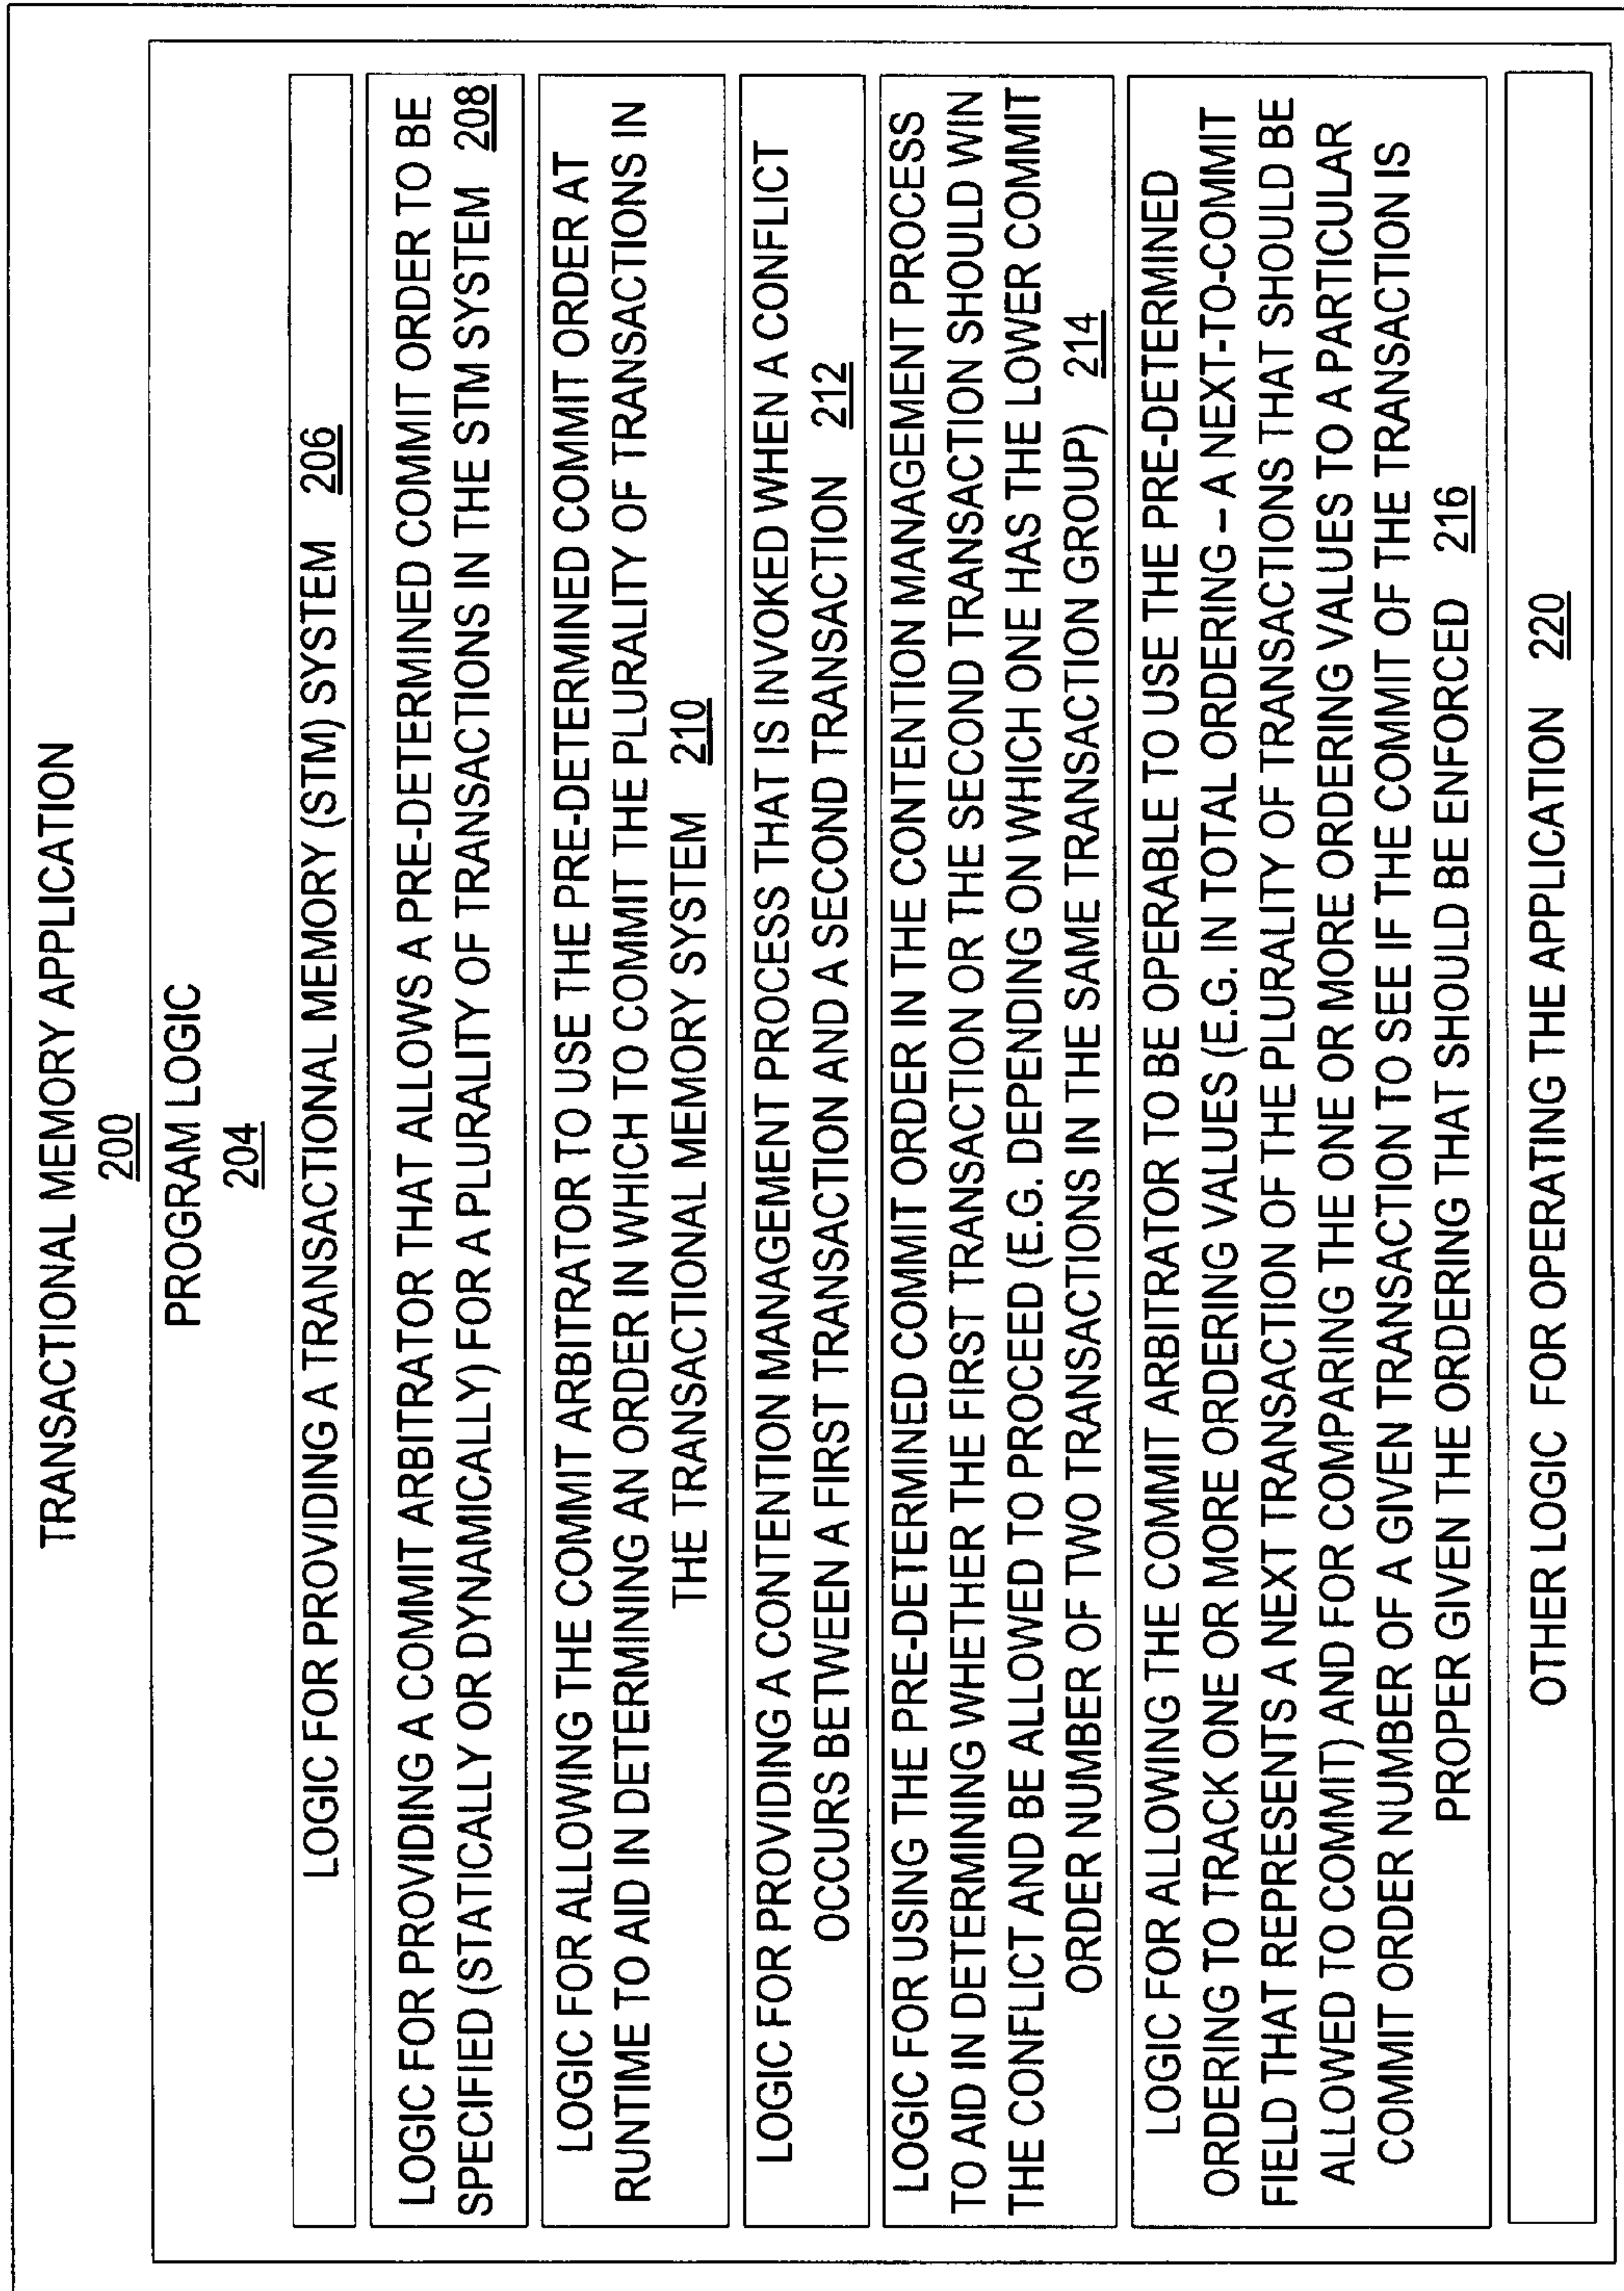 TRANSACTIONAL MEMORY APPLICATION
200
PROGRAM LOGIC
204
LOGIC FOR PROVIDING A TRANSACTIONAL MEMORY (STM) SYSTEM 206
LOGIC FOR PROVIDING A COMMIT ARBITRATOR THAT ALLOWS A PRE-DETERMINED COMMIT ORDER TO BE
SPECIFIED (STATICALLY OR DYNAMICALLY) FOR A PLURALITY OF TRANSACTIONS IN THE STM SYSTEM 208
LOGIC FOR ALLOWING THE COMMIT ARBITRATOR TO USE THE PRE-DETERMINED COMMIT ORDER AT
RUNTIME TO AID IN DETERMINING AN ORDER IN WHICH TO COMMIT THE PLURALITY OF TRANSACTIONS IN
THE TRANSACTIONAL MEMORY SYSTEM 210
LOGIC FOR PROVIDING A CONTENTION MANAGEMENT PROCESS THAT IS INVOKED WHEN A CONFLICT
OCCURS BETWEEN A FIRST TRANSACTION AND A SECOND TRANSACTION 212
LOGIC FOR USING THE PRE-DETERMINED COMMIT ORDER IN THE CONTENTION MANAGEMENT PROCESS
TO AID IN DETERMINING WHETHER THE FIRST TRANSACTION OR THE SECOND TRANSACTION SHOULD WIN
THE CONFLICT AND BE ALLOWED TO PROCEED (E.G. DEPENDING ON WHICH ONE HAS THE LOWER COMMIT
ORDER NUMBER OF TWO TRANSACTIONS IN THE SAME TRANSACTION GROUP) 214
LOGIC FOR ALLOWING THE COMMIT ARBITRATOR TO BE OPERABLE TO USE THE PRE-DETERMINED
ORDERING TO TRACK ONE OR MORE ORDERING VALUES (E.G. IN TOTAL ORDERING – A NEXT-TO-COMMIT
FIELD THAT REPRESENTS A NEXT TRANSACTION OF THE PLURALITY OF TRANSACTIONS THAT SHOULD BE
ALLOWED TO COMMIT) AND FOR COMPARING THE ONE OR MORE ORDERING VALUES TO A PARTICULAR
COMMIT ORDER NUMBER OF A GIVEN TRANSACTION TO SEE IF THE COMMIT OF THE TRANSACTION IS
PROPER GIVEN THE ORDERING THAT SHOULD BE ENFORCED 216
OTHER LOGIC FOR OPERATING THE APPLICATION 220